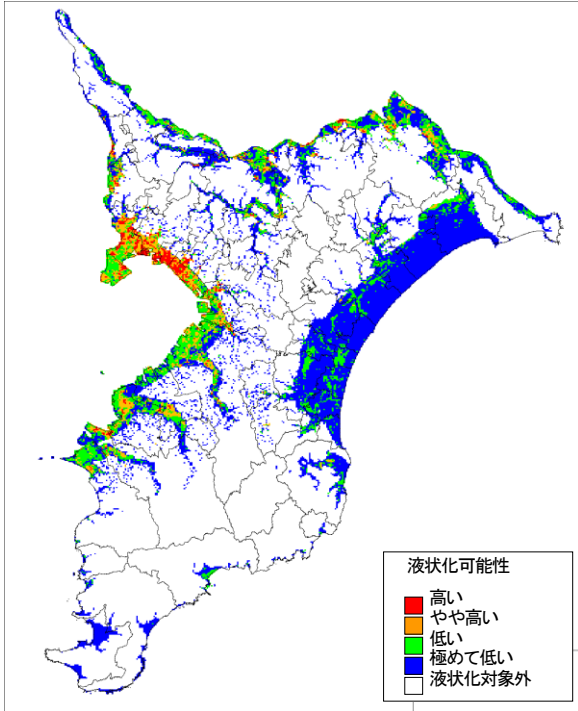 液状化可能性
高い
やや高い
低い
極めて低い
液状化対象外